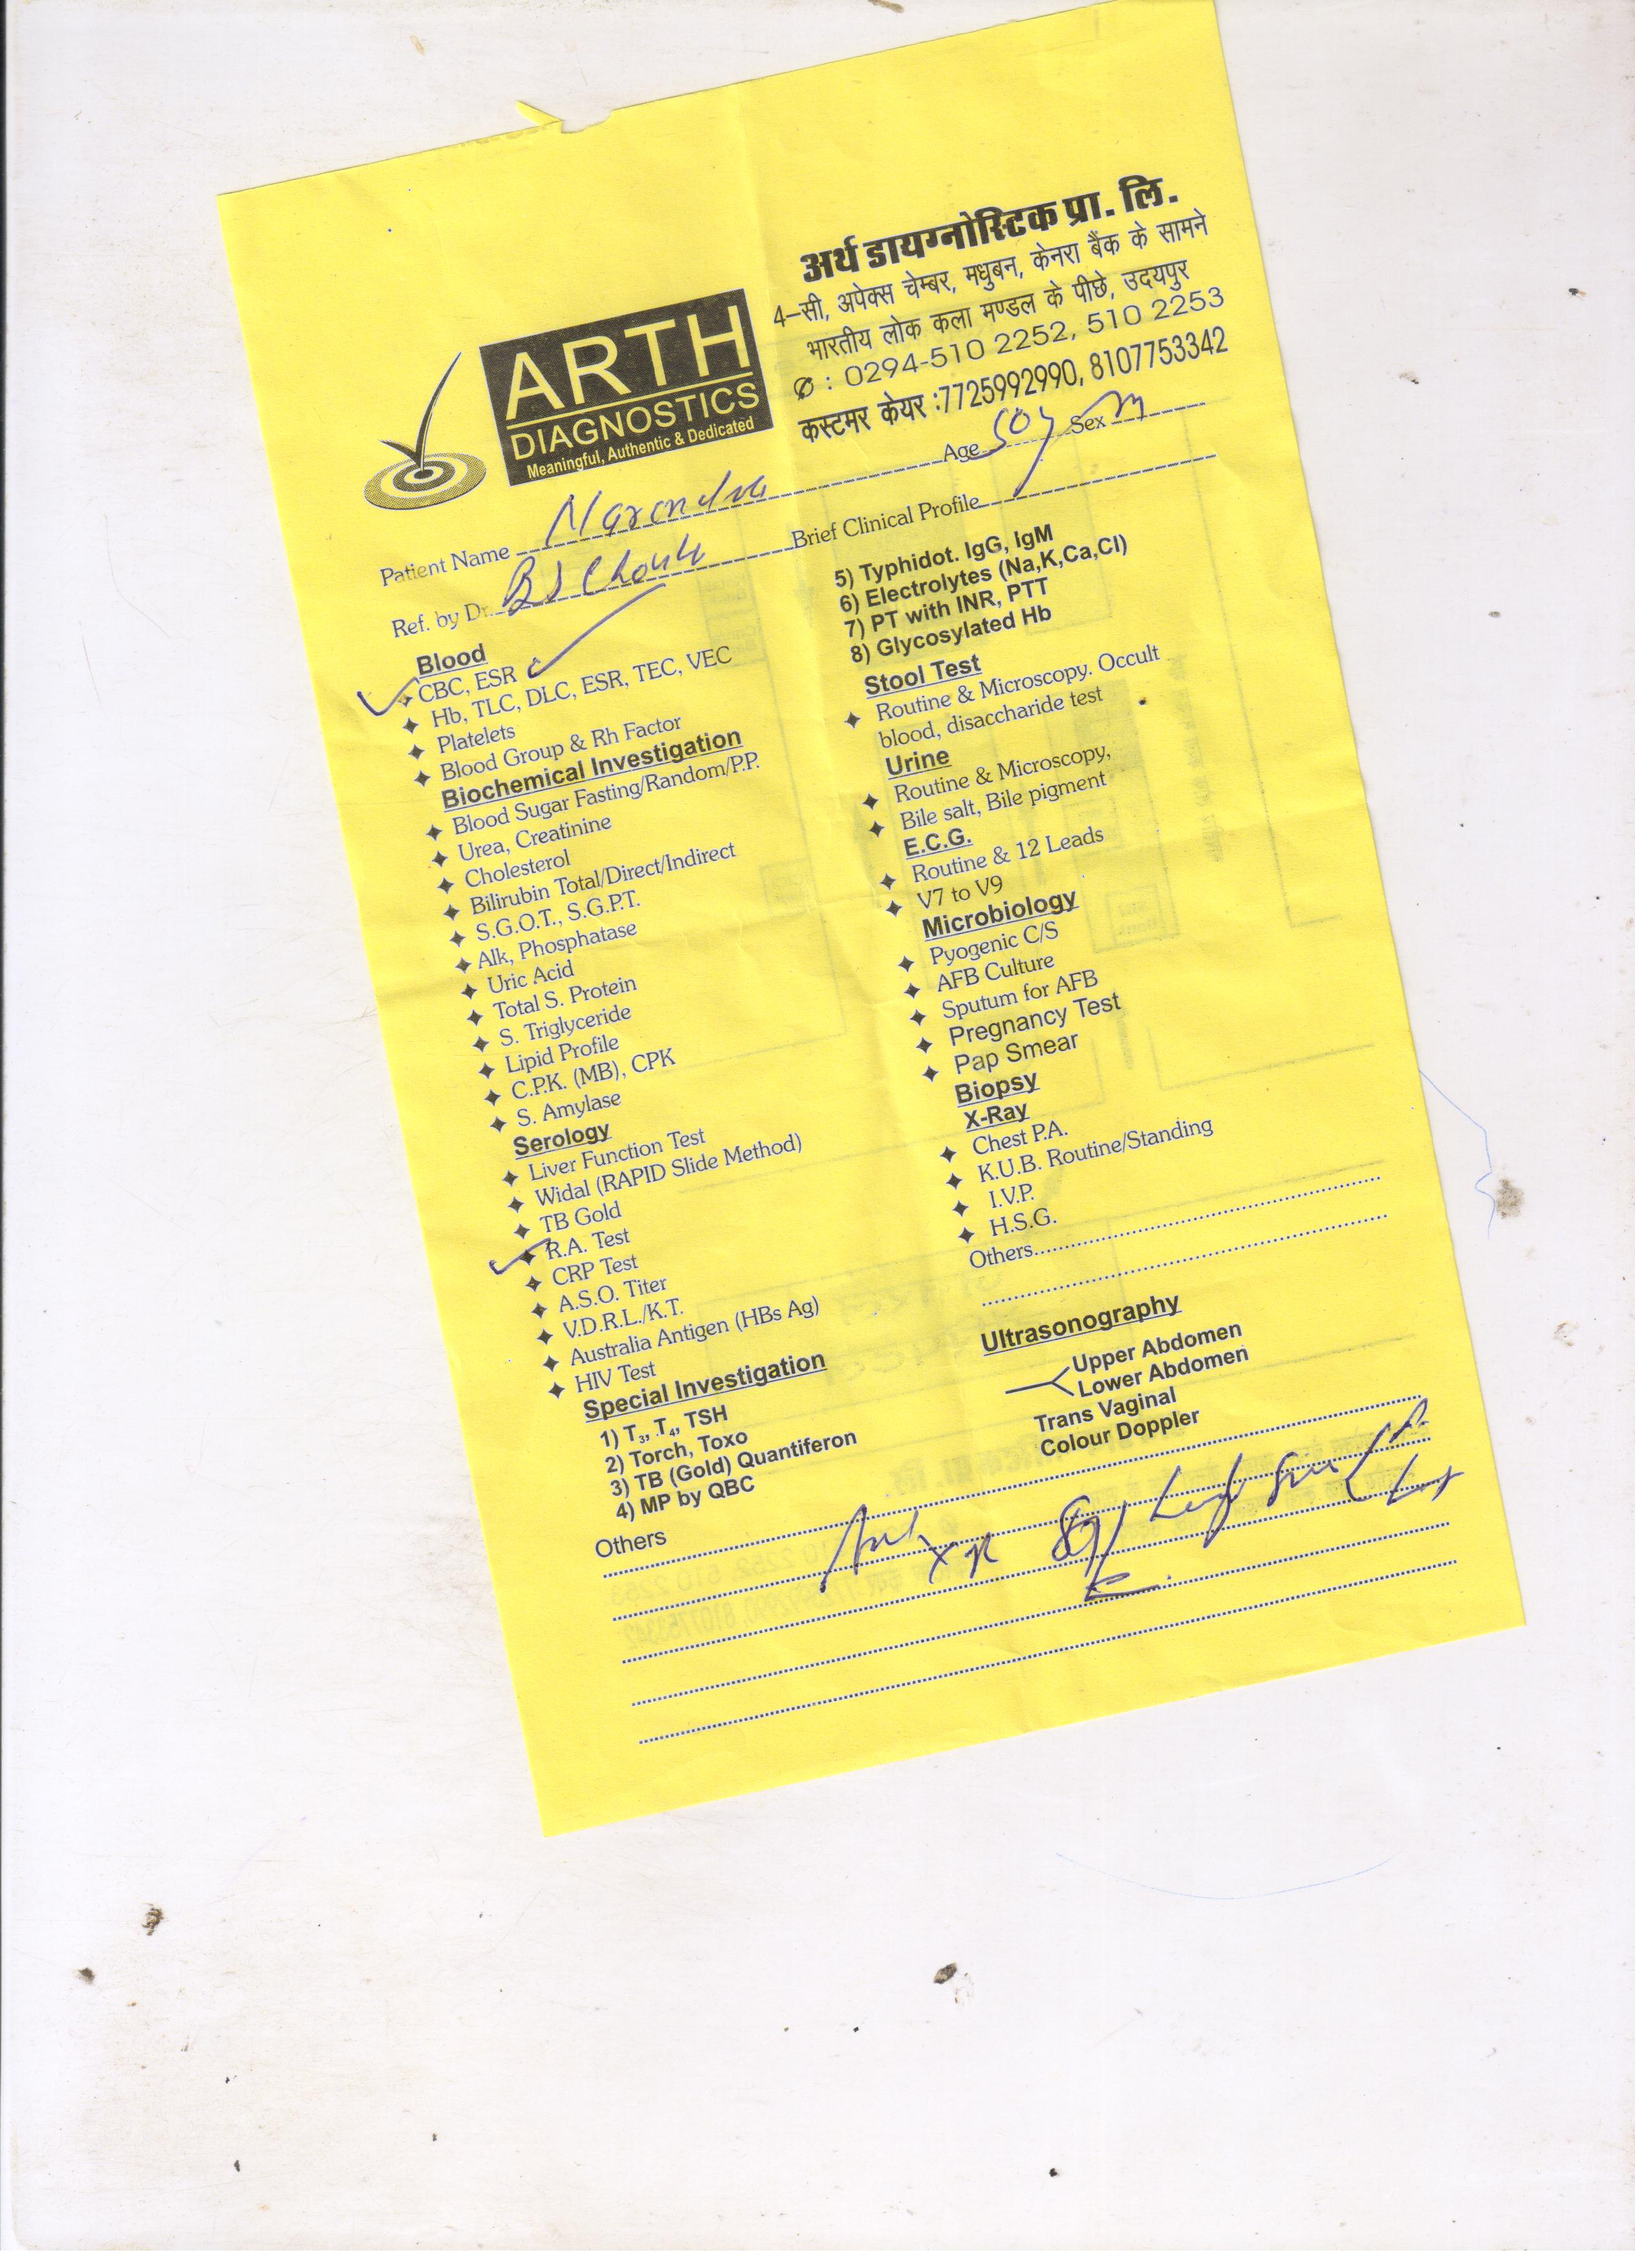 अर्थ डायग्नोस्टिक प्रा. लि.
4-सी, अपेक्स चेम्बर, मधुबन, केनरा बैंक के सामने
भारतीय लोक कला मण्डल के पीछे, उदयपुर
✆ : 0294-510 2252, 510 2253
कस्टमर केयर :7725992990, 8107753342
ARTH
DIAGNOSTICS
Meaningful, Authentic & Dedicated
Patient Name Narendra Age 50y Sex m
Ref. by Dr. Brief Clinical Profile
Blood
CBC, ESR
Hb, TLC, DLC, ESR, TEC, VEC
Platelets
Blood Group & Rh Factor
Biochemical Investigation
Blood Sugar Fasting/Random/P.P.
Urea, Creatinine
Cholesterol
Bilirubin Total/Direct/Indirect
S.G.O.T., S.G.P.T.
Alk, Phosphatase
Uric Acid
Total S. Protein
S. Triglyceride
Lipid Profile
C.P.K. (MB), CPK
S. Amylase
Serology
Liver Function Test
Widal (RAPID Slide Method)
TB Gold
R.A. Test
CRP Test
A.S.O. Titer
V.D.R.L./K.T.
Australia Antigen (HBs Ag)
HIV Test
Special Investigation
1) T₃, T₄, TSH
2) Torch, Toxo
3) TB (Gold) Quantiferon
4) MP by QBC
5) Typhidot. IgG, IgM
6) Electrolytes (Na,K,Ca,Cl)
7) PT with INR, PTT
8) Glycosylated Hb
Stool Test
Routine & Microscopy. Occult
blood, disaccharide test
Urine
Routine & Microscopy,
Bile salt, Bile pigment
E.C.G.
Routine & 12 Leads
V7 to V9
Microbiology
Pyogenic C/S
AFB Culture
Sputum for AFB
Pregnancy Test
Pap Smear
Biopsy
X-Ray
Chest P.A.
K.U.B. Routine/Standing
I.V.P.
H.S.G.
Others
Ultrasonography
Upper Abdomen
Lower Abdomen
Trans Vaginal
Colour Doppler
Others